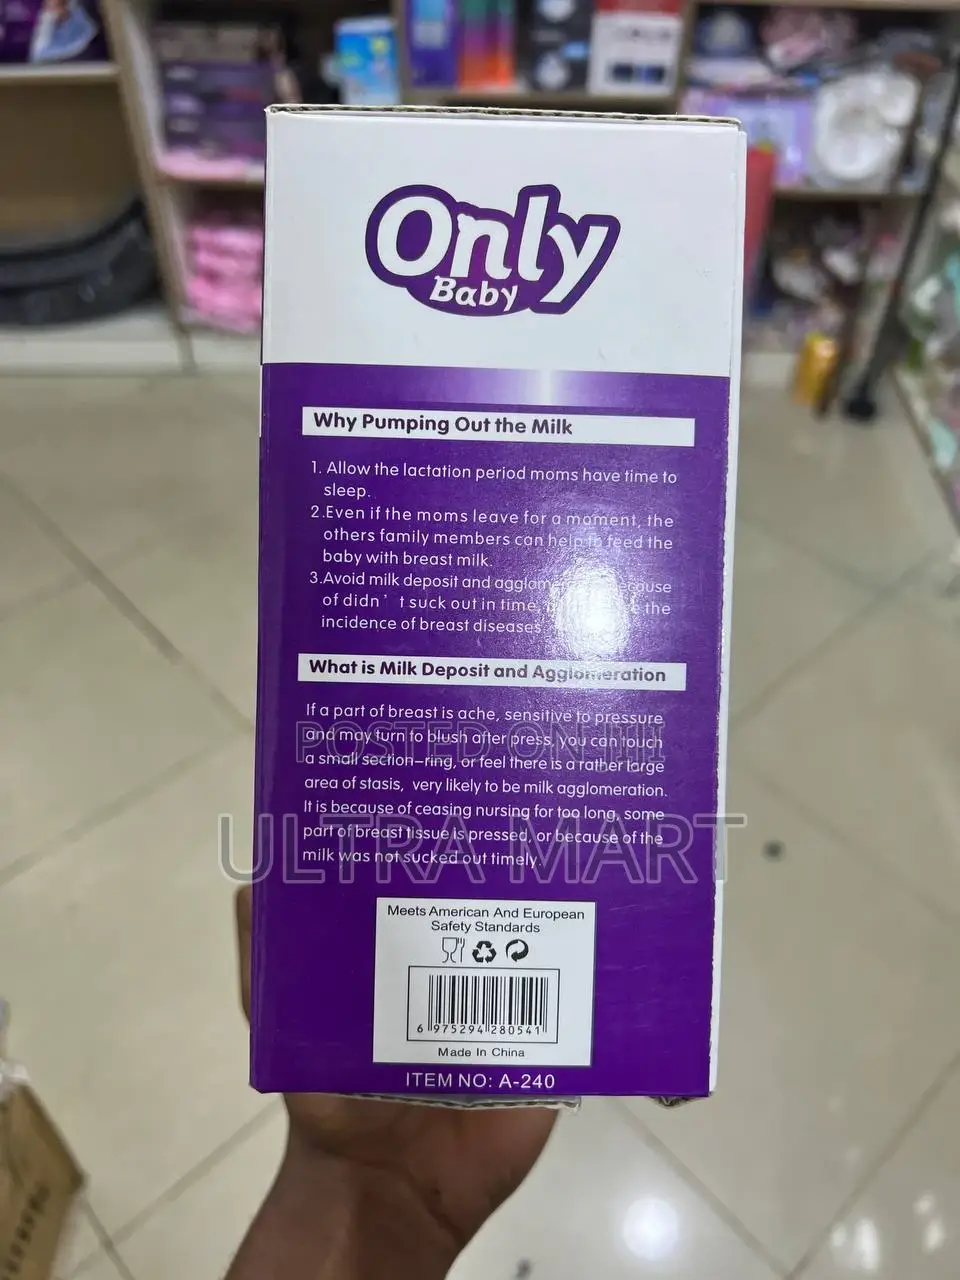 Only
Baby
Why Pumping Out the Milk
1. Allow the lactation period moms have time to
sleep.
2.Even if the moms leave for a moment, the
others family members can help to feed the
baby with breast milk.
3.Avoid milk deposit and
of didn't suck out in time, the
incidence of breast diseases
What is Milk Deposit and Agglomeration
If a part of breast is ache, sensitive to pressure
and may turn to blush after press, you can touch
a small section-ring, or feel there is a rather large
area of stasis, very likely to be milk agglomeration.
It is because of ceasing nursing for too long, some
part of breast tissue is pressed, or because of the
milk was not sucked out timely.
POSTED ON JIJI
ULTRA MART
Meets American And European
Safety Standards
6 975294 280541
Made In China
ITEM NO: A-240